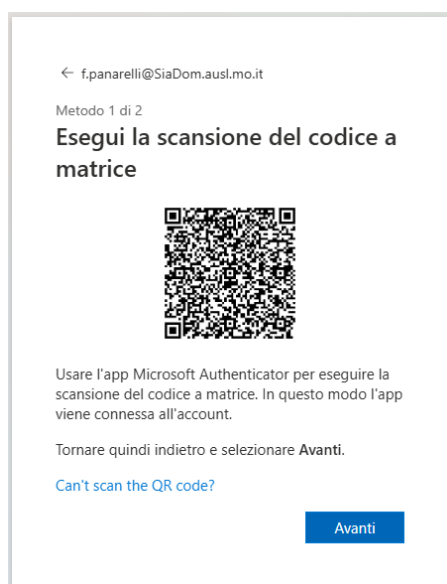 ← f.panarelli@SiaDom.ausl.mo.it
Metodo 1 di 2
Esegui la scansione del codice a
matrice
Usare l'app Microsoft Authenticator per eseguire la
scansione del codice a matrice. In questo modo l'app
viene connessa all'account.
Tornare quindi indietro e selezionare Avanti.
Can't scan the QR code?
Avanti